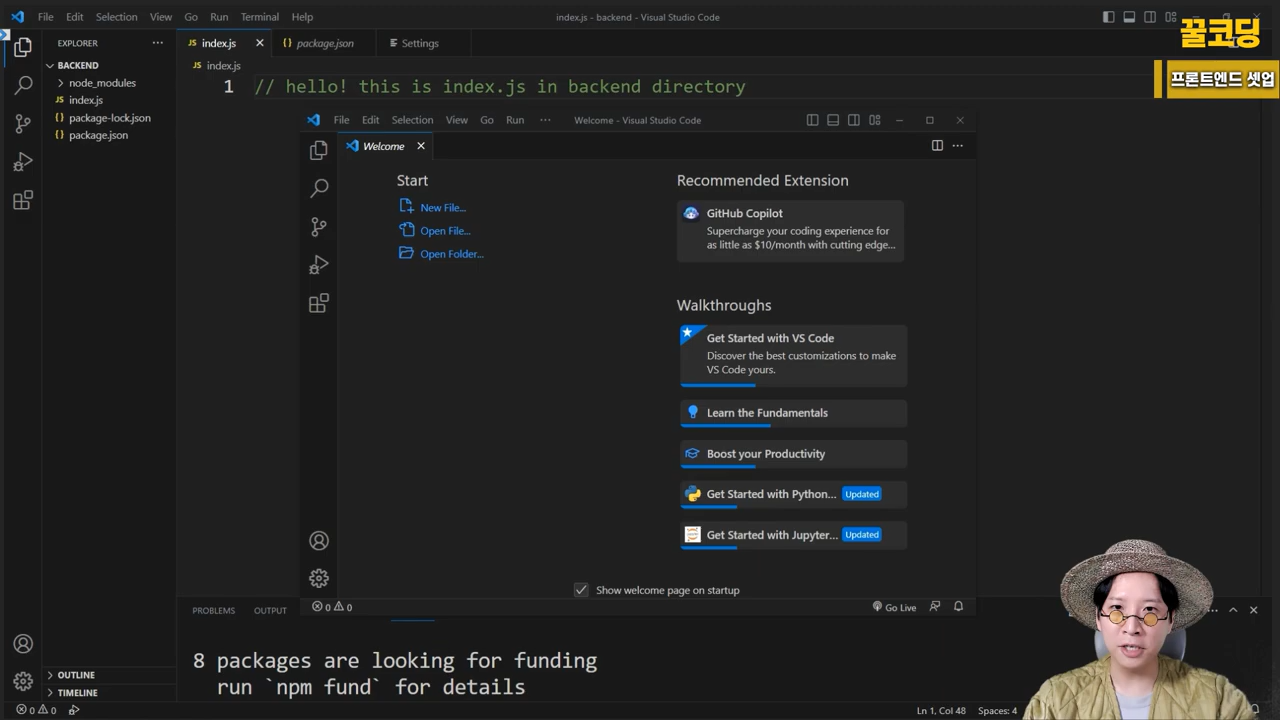 File Edit Selection View Go Run Terminal Help
index.js - backend - Visual Studio Code
꿀코딩
프론트엔드 셋업
EXPLORER
BACKEND
node_modules
JS index.js
{} package-lock.json
{} package.json
JS index.js
{} package.json
Settings
JS index.js
1 // hello! this is index.js in backend directory
File Edit Selection View Go Run ···
Welcome - Visual Studio Code
Welcome
Start
New File...
Open File...
Open Folder...
Recommended Extension
GitHub Copilot
Supercharge your coding experience for
as little as $10/month with cutting edge...
Walkthroughs
Get Started with VS Code
Discover the best customizations to make
VS Code yours.
Learn the Fundamentals
Boost your Productivity
Get Started with Python... Updated
Get Started with Jupyter... Updated
Show welcome page on startup
0 0
Go Live
PROBLEMS OUTPUT
8 packages are looking for funding
run `npm fund` for details
OUTLINE
TIMELINE
0 0
Ln 1, Col 48 Spaces: 4